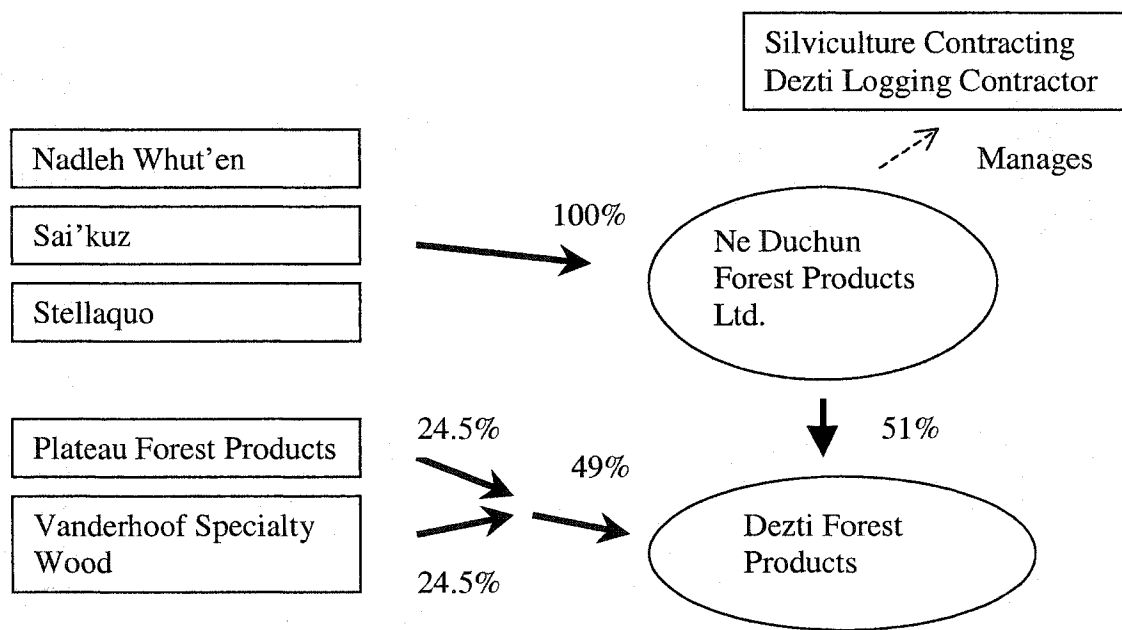 Silviculture Contracting
Dezti Logging Contractor
Nadleh Whut'en
Manages
100%
Sai'kuz
Ne Duchun
Forest Products
Ltd.
Stellaquo
24.5%
51%
Plateau Forest Products
49%
Vanderhoof Specialty
Wood
Dezti Forest
Products
24.5%